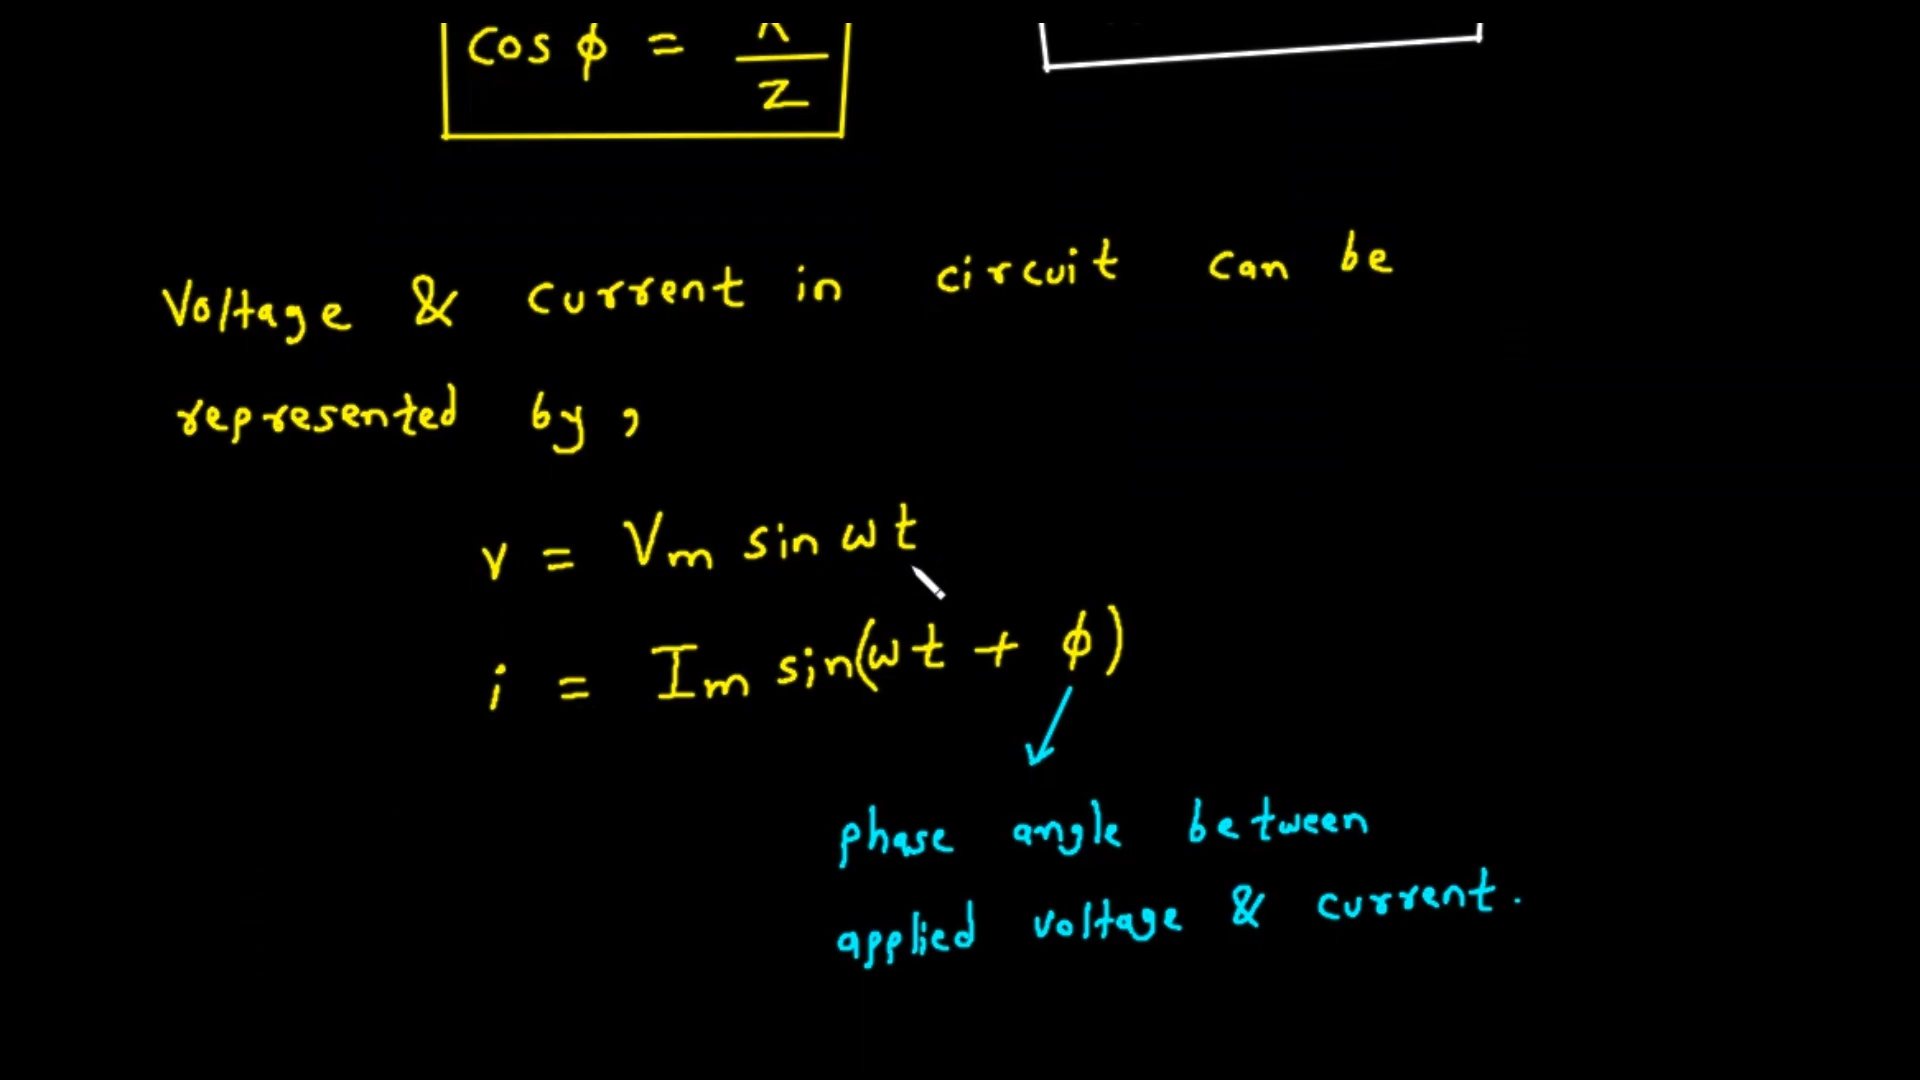 cos φ = 
z
Voltage & current in circuit can be
represented by,
v = Vm sin ωt
i = Im sin(ωt + φ)
phase angle between
applied voltage & current.